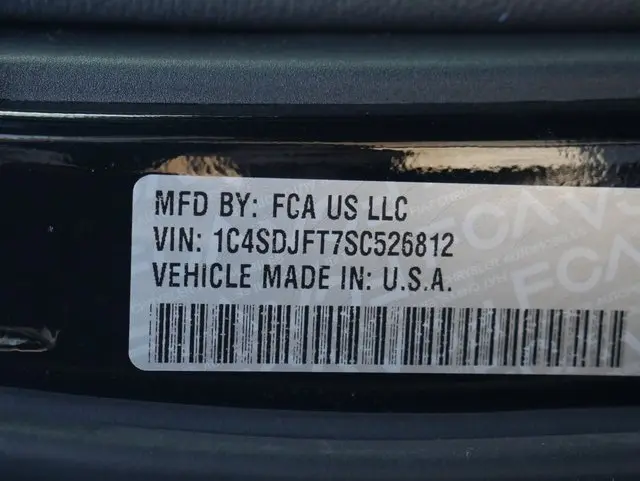 MFD BY: FCA US LLC
VIN: 1C4SDJFT7SC526812
VEHICLE MADE IN: U.S.A.